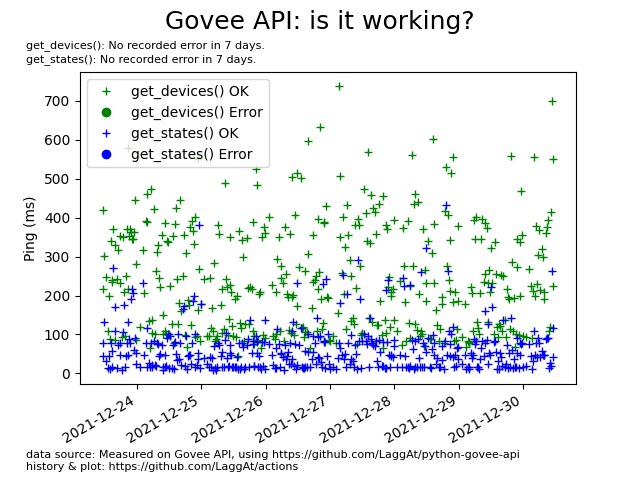 Govee API: is it working?
get_devices(): No recorded error in 7 days.
get_states(): No recorded error in 7 days.
get_devices() OK
get_devices() Error
get_states() OK
get_states() Error
Ping (ms)
700
600
500
400
300
200
100
0
2021-12-24
2021-12-25
2021-12-26
2021-12-27
2021-12-28
2021-12-29
2021-12-30
data source: Measured on Govee API, using https://github.com/LaggAt/python-govee-api
history & plot: https://github.com/LaggAt/actions